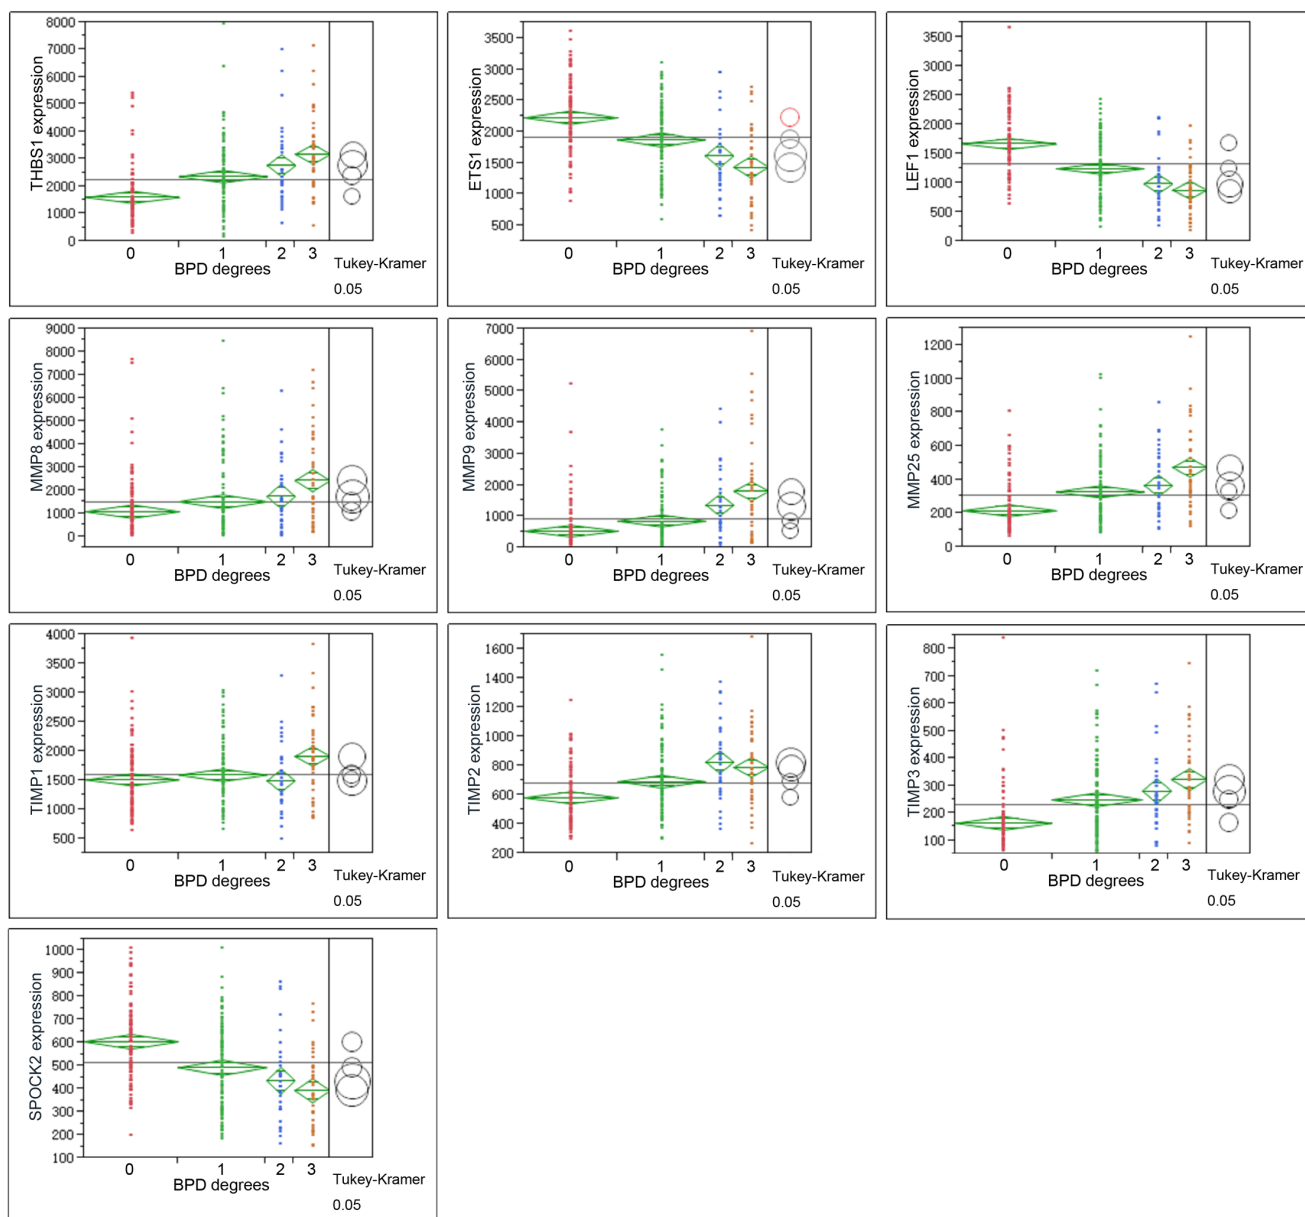 THBS1 expression
8000
7000
6000
5000
4000
3000
2000
1000
0
0 1 2 3
BPD degrees
Tukey-Kramer
0.05
ETS1 expression
3500
3000
2500
2000
1500
1000
500
0 1 2 3
BPD degrees
Tukey-Kramer
0.05
LEF1 expression
3500
3000
2500
2000
1500
1000
500
0
0 1 2 3
BPD degrees
Tukey-Kramer
0.05
MMP8 expression
9000
8000
7000
6000
5000
4000
3000
2000
1000
0
0 1 2 3
BPD degrees
Tukey-Kramer
0.05
MMP9 expression
7000
6000
5000
4000
3000
2000
1000
0
0 1 2 3
BPD degrees
Tukey-Kramer
0.05
MMP25 expression
1200
1000
800
600
400
200
0
0 1 2 3
BPD degrees
Tukey-Kramer
0.05
TIMP1 expression
4000
3500
3000
2500
2000
1500
1000
500
0 1 2 3
BPD degrees
Tukey-Kramer
0.05
TIMP2 expression
1600
1400
1200
1000
800
600
400
200
0 1 2 3
BPD degrees
Tukey-Kramer
0.05
TIMP3 expression
800
700
600
500
400
300
200
100
0 1 2 3
BPD degrees
Tukey-Kramer
0.05
SPOCK2 expression
1000
900
800
700
600
500
400
300
200
100
0 1 2 3
BPD degrees
Tukey-Kramer
0.05